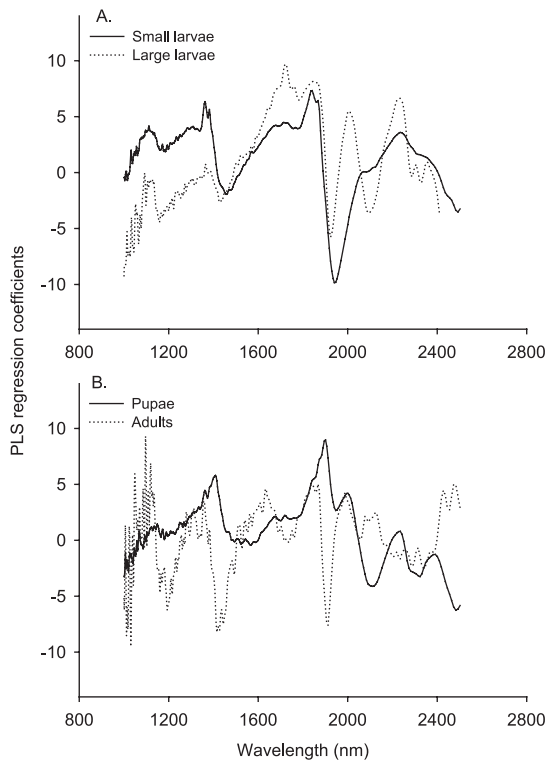 A.
Small larvae
Large larvae
10
5
0
-5
-10
800 1200 1600 2000 2400 2800
PLS regression coefficients
B.
Pupae
Adults
10
5
0
-5
-10
800 1200 1600 2000 2400 2800
Wavelength (nm)